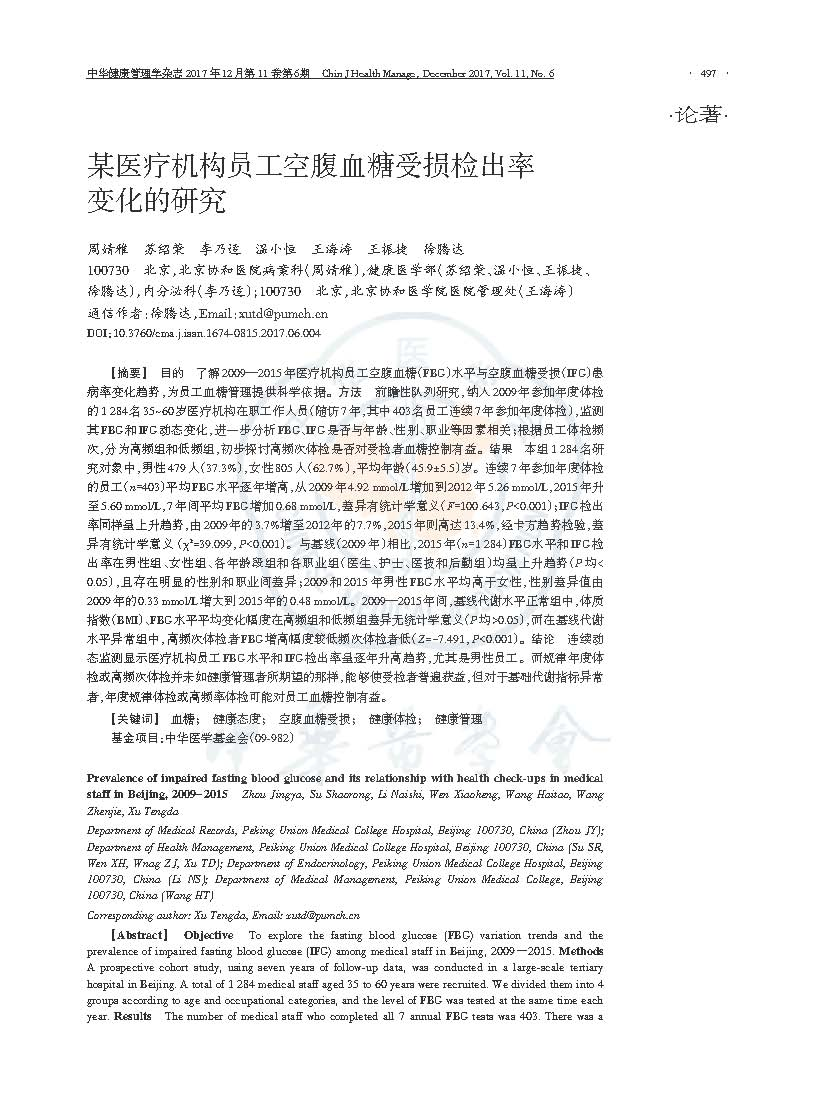 中华健康管理学杂志 2017 年 12 月第 11 卷第 6 期 Chin J Health Manage, December 2017, Vol. 11, No. 6 · 497 ·
·论著·
某医疗机构员工空腹血糖受损检出率
变化的研究
周婧雅 苏绍荣 李乃适 温小恒 王海涛 王振捷 徐腾达
100730 北京,北京协和医院病案科(周婧雅),健康医学部(苏绍荣、温小恒、王振捷、
徐腾达),内分泌科(李乃适);100730 北京,北京协和医学院医院管理处(王海涛)
通信作者:徐腾达,Email:xutd@pumch.cn
DOI:10.3760/cma.j.issn.1674-0815.2017.06.004
【摘要】 目的 了解 2009—2015 年医疗机构员工空腹血糖(FBG)水平与空腹血糖受损(IFG)患
病率变化趋势,为员工血糖管理提供科学依据。方法 前瞻性队列研究,纳入 2009 年参加年度体检
的 1 284 名 35~60 岁医疗机构在职工作人员(随访 7 年,其中 403 名员工连续 7 年参加年度体检),监测
其 FBG 和 IFG 动态变化,进一步分析 FBG、IFG 是否与年龄、性别、职业等因素相关;根据员工体检频
次,分为高频组和低频组,初步探讨高频次体检是否对受检者血糖控制有益。结果 本组 1 284 名研
究对象中,男性 479 人(37.3%),女性 805 人(62.7%),平均年龄(45.9±5.5)岁。连续 7 年参加年度体检
的员工(n=403)平均 FBG 水平逐年增高,从 2009 年 4.92 mmol/L 增加到 2012 年 5.26 mmol/L,2015 年升
至 5.60 mmol/L,7 年间平均 FBG 增加 0.68 mmol/L,差异有统计学意义(F=100.643,P<0.001);IFG 检出
率同样呈上升趋势,由 2009 年的 3.7% 增至 2012 年的 7.7%,2015 年则高达 13.4%,经卡方趋势检验,差
异有统计学意义(χ²=39.099,P<0.001)。与基线(2009 年)相比,2015 年(n=1 284)FBG 水平和 IFG 检
出率在男性组、女性组、各年龄段组和各职业组(医生、护士、医技和后勤组)均呈上升趋势(P 均<
0.05),且存在明显的性别和职业间差异;2009 和 2015 年男性 FBG 水平均高于女性,性别差异值由
2009 年的 0.33 mmol/L 增大到 2015 年的 0.48 mmol/L。2009—2015 年间,基线代谢水平正常组中,体质
指数(BMI)、FBG 水平平均变化幅度在高频组和低频组差异无统计学意义(P 均>0.05),而在基线代谢
水平异常组中,高频次体检者 FBG 增高幅度较低频次体检者低(Z=-7.491,P<0.001)。结论 连续动
态监测显示医疗机构员工 FBG 水平和 IFG 检出率呈逐年升高趋势,尤其是男性员工。而规律年度体
检或高频次体检并未如健康管理者所期望的那样,能够使受检者普遍获益,但对于基础代谢指标异常
者,年度规律体检或高频率体检可能对员工血糖控制有益。
【关键词】 血糖; 健康态度; 空腹血糖受损; 健康体检; 健康管理
基金项目:中华医学基金会(09-982)
Prevalence of impaired fasting blood glucose and its relationship with health check-ups in medical
staff in Beijing, 2009–2015 Zhou Jingya, Su Shaorong, Li Naishi, Wen Xiaoheng, Wang Haitao, Wang
Zhenjie, Xu Tengda
Department of Medical Records, Peking Union Medical College Hospital, Beijing 100730, China (Zhou JY);
Department of Health Management, Peiking Union Medical College Hospital, Beijing 100730, China (Su SR,
Wen XH, Wnag ZJ, Xu TD); Department of Endocrinology, Peiking Union Medical College Hospital, Beijing
100730, China (Li NS); Department of Medical Management, Peiking Union Medical College, Beijing
100730, China (Wang HT)
Corresponding author: Xu Tengda, Email: xutd@pumch.cn
【Abstract】 Objective To explore the fasting blood glucose (FBG) variation trends and the
prevalence of impaired fasting blood glucose (IFG) among medical staff in Beijing, 2009—2015. Methods
A prospective cohort study, using seven years of follow-up data, was conducted in a large-scale tertiary
hospital in Beijing. A total of 1 284 medical staff aged 35 to 60 years were recruited. We divided them into 4
groups according to age and occupational categories, and the level of FBG was tested at the same time each
year. Results The number of medical staff who completed all 7 annual FBG tests was 403. There was a